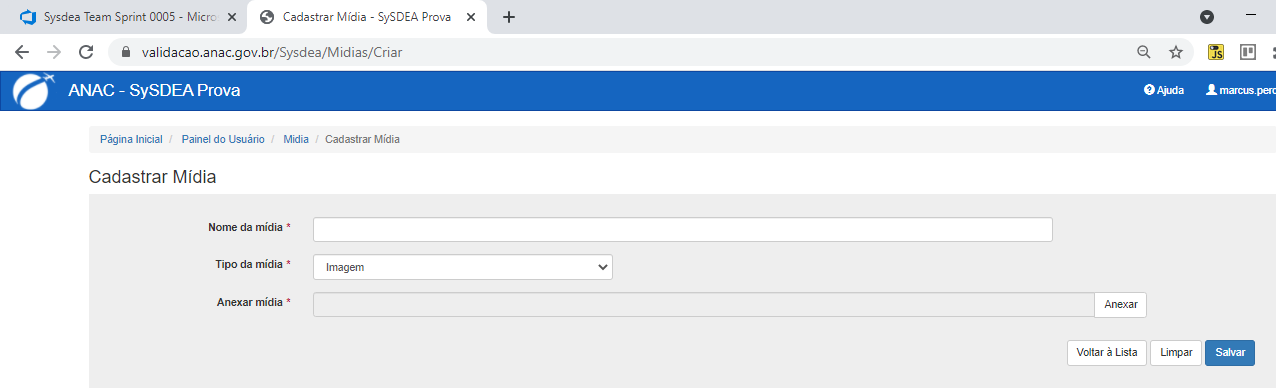 Sysdea Team Sprint 0005 - Micro
Cadastrar Mídia - SySDEA Prova
validacao.anac.gov.br/Sysdea/Midias/Criar
JS
ANAC - SySDEA Prova
Ajuda
marcus.perc
Página Inicial / Painel do Usuário / Midia / Cadastrar Mídia
Cadastrar Mídia
Nome da mídia *
Tipo da mídia * Imagem
Anexar mídia * Anexar
Voltar à Lista Limpar Salvar